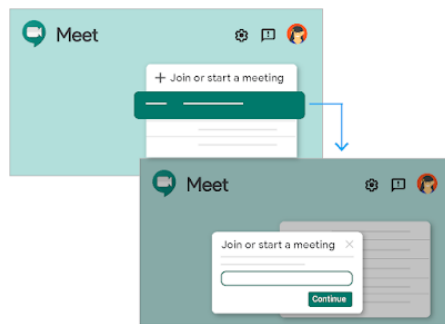 Meet
+ Join or start a meeting
Meet
Join or start a meeting
Continue